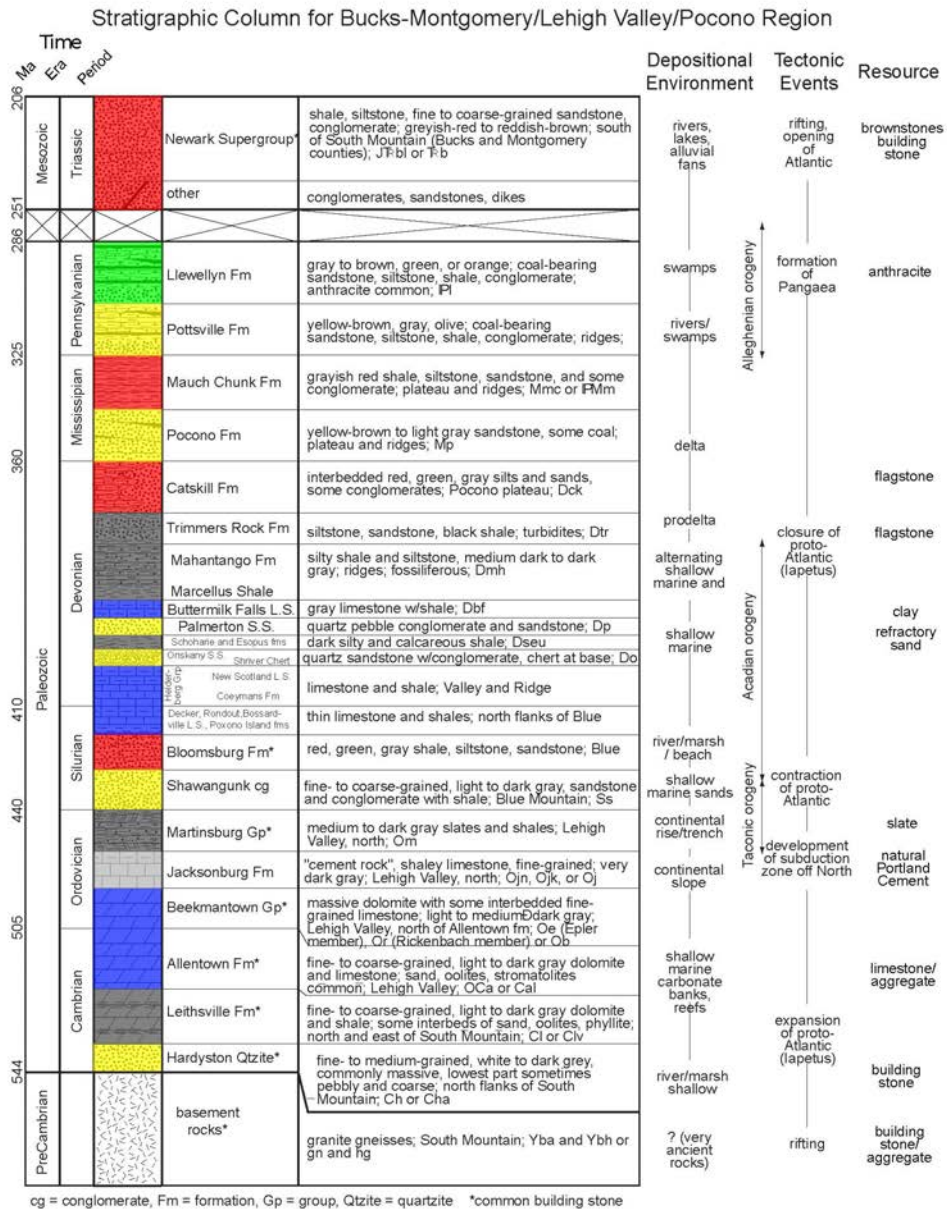 Stratigraphic Column for Bucks-Montgomery/Lehigh Valley/Pocono Region
Time
Ma
Era
Period
Depositional
Environment
Tectonic
Events
Resource
206
251
286
325
360
410
440
505
544
Mesozoic
Paleozoic
PreCambrian
Triassic
Pennsylvanian
Mississipian
Devonian
Silurian
Ordovician
Cambrian
Newark Supergroup*
shale, siltstone, fine to coarse-grained sandstone,
conglomerate; greyish-red to reddish-brown; south
of South Mountain (Bucks and Montgomery
counties); JTRbl or TRb
other
conglomerates, sandstones, dikes
Llewellyn Fm
gray to brown, green, or orange; coal-bearing
sandstone, siltstone, shale, conglomerate;
anthracite common; IPl
Pottsville Fm
yellow-brown, gray, olive; coal-bearing
sandstone, siltstone, shale, conglomerate; ridges;
Mauch Chunk Fm
grayish red shale, siltstone, sandstone, and some
conglomerate; plateau and ridges; Mmc or IPMm
Pocono Fm
yellow-brown to light gray sandstone, some coal;
plateau and ridges; Mp
Catskill Fm
interbedded red, green, gray silts and sands,
some conglomerates; Pocono plateau; Dck
Trimmers Rock Fm
siltstone, sandstone, black shale; turbidites; Dtr
Mahantango Fm
Marcellus Shale
silty shale and siltstone, medium dark to dark
gray; ridges; fossiliferous; Dmh
Buttermilk Falls L.S.
gray limestone w/shale; Dbf
Palmerton S.S.
quartz pebble conglomerate and sandstone; Dp
Schoharie and Esopus fms
dark silty and calcareous shale; Dseu
Oriskany S.S.
Shriver Chert
quartz sandstone w/conglomerate, chert at base; Do
Helder-
berg Grp
New Scotland L.S.
Coeymans Fm
limestone and shale; Valley and Ridge
Decker, Rondout,Bossard-
ville L.S., Poxono Island fms
thin limestone and shales; north flanks of Blue
Bloomsburg Fm*
red, green, gray shale, siltstone, sandstone; Blue
Shawangunk cg
fine- to coarse-grained, light to dark gray, sandstone
and conglomerate with shale; Blue Mountain; Ss
Martinsburg Gp*
medium to dark gray slates and shales; Lehigh
Valley, north; Om
Jacksonburg Fm
"cement rock", shaley limestone, fine-grained; very
dark gray; Lehigh Valley, north; Ojn, Ojk, or Oj
Beekmantown Gp*
massive dolomite with some interbedded fine-
grained limestone; light to mediumÐdark gray;
Lehigh Valley, north of Allentown fm; Oe (Epler
member), Or (Rickenbach member) or Ob
Allentown Fm*
fine- to coarse-grained, light to dark gray dolomite
and limestone; sand, oolites, stromatolites
common; Lehigh Valley; OCa or Cal
Leithsville Fm*
fine- to coarse-grained, light to dark gray dolomite
and shale; some interbeds of sand, oolites, phyllite;
north and east of South Mountain; Cl or Clv
Hardyston Qtzite*
fine- to medium-grained, white to dark grey,
commonly massive, lowest part sometimes
pebbly and coarse; north flanks of South
Mountain; Ch or Cha
basement
rocks*
granite gneisses; South Mountain; Yba and Ybh or
gn and hg
rivers,
lakes,
alluvial
fans
swamps
rivers/
swamps
delta
prodelta
alternating
shallow
marine and
shallow
marine
river/marsh
/ beach
shallow
marine sands
continental
rise/trench
continental
slope
shallow
marine
carbonate
banks,
reefs
river/marsh
shallow
? (very
ancient
rocks)
Alleghenian orogeny
Acadian orogeny
Taconic orogeny
rifting,
opening
of
Atlantic
formation
of
Pangaea
closure of
proto-
Atlantic
(Iapetus)
contraction
of proto-
Atlantic
development
of subduction
zone off North
expansion
of proto-
Atlantic
(Iapetus)
rifting
brownstones
building
stone
anthracite
flagstone
flagstone
clay
refractory
sand
slate
natural
Portland
Cement
limestone/
aggregate
building
stone
building
stone/
aggregate
cg = conglomerate, Fm = formation, Gp = group, Qtzite = quartzite *common building stone